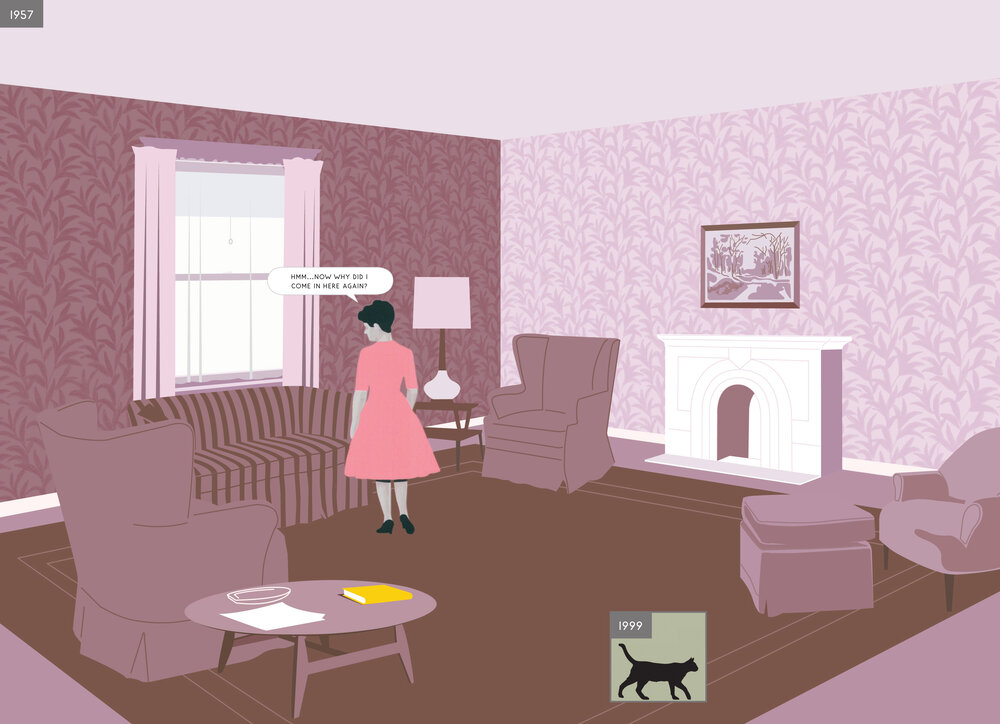 1957
HMM...NOW WHY DID I
COME IN HERE AGAIN?
1999